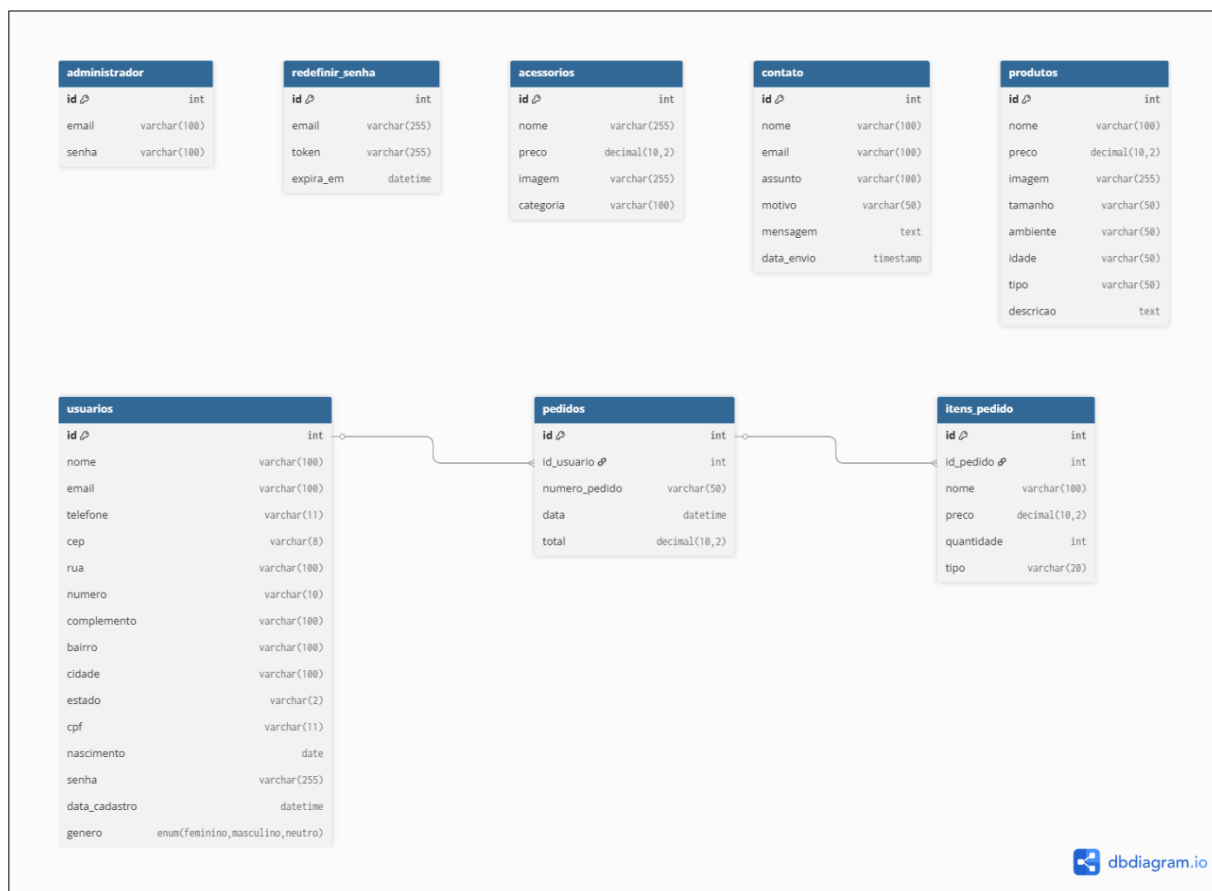 administrador
id int
email varchar(100)
senha varchar(100)
redefinir_senha
id int
email varchar(255)
token varchar(255)
expira_em datetime
acessorios
id int
nome varchar(255)
preco decimal(10,2)
imagem varchar(255)
categoria varchar(100)
contato
id int
nome varchar(100)
email varchar(100)
assunto varchar(100)
motivo varchar(50)
mensagem text
data_envio timestamp
produtos
id int
nome varchar(100)
preco decimal(10,2)
imagem varchar(255)
tamanho varchar(50)
ambiente varchar(50)
idade varchar(50)
tipo varchar(50)
descricao text
usuarios
id int
nome varchar(100)
email varchar(100)
telefone varchar(11)
cep varchar(8)
rua varchar(100)
numero varchar(10)
complemento varchar(100)
bairro varchar(100)
cidade varchar(100)
estado varchar(2)
cpf varchar(11)
nascimento date
senha varchar(255)
data_cadastro datetime
genero enum(feminino,masculino,neutro)
pedidos
id int
id_usuario int
numero_pedido varchar(50)
data datetime
total decimal(10,2)
itens_pedido
id int
id_pedido int
nome varchar(100)
preco decimal(10,2)
quantidade int
tipo varchar(20)
dbdiagram.io